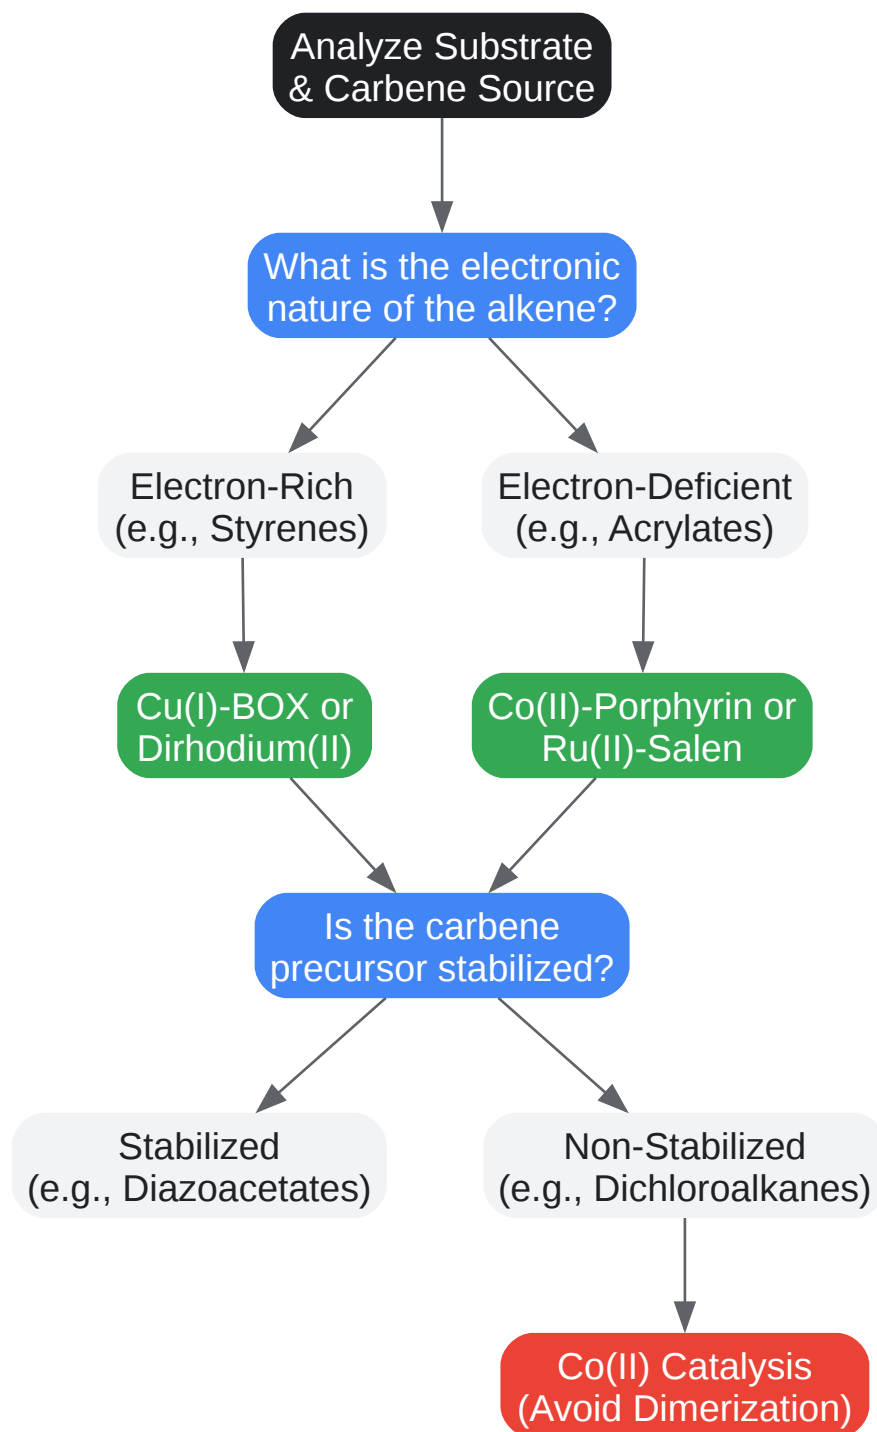 Analyze Substrate
& Carbene Source
What is the electronic
nature of the alkene?
Electron-Rich
(e.g., Styrenes)
Electron-Deficient
(e.g., Acrylates)
Cu(I)-BOX or
Dirhodium(II)
Co(II)-Porphyrin or
Ru(II)-Salen
Is the carbene
precursor stabilized?
Stabilized
(e.g., Diazoacetates)
Non-Stabilized
(e.g., Dichloroalkanes)
Co(II) Catalysis
(Avoid Dimerization)